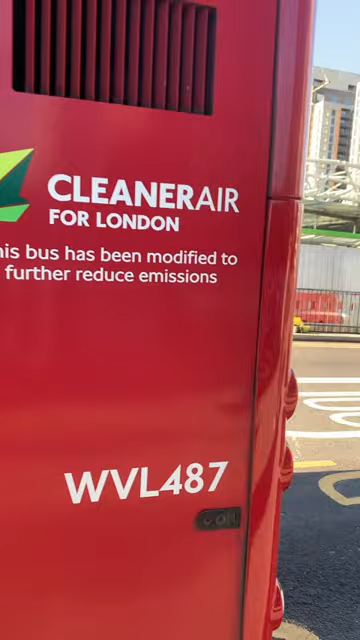 CLEANERAIR
FOR LONDON
his bus has been modified to
further reduce emissions
WVL487